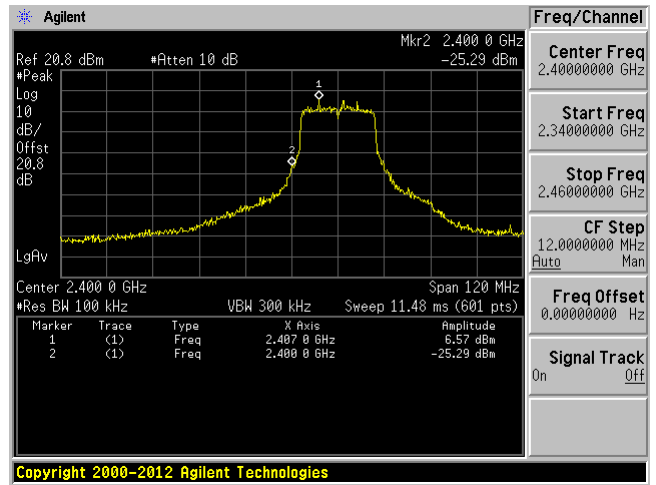 Agilent
Freq/Channel
Mkr2 2.400 0 GHz
Ref 20.8 dBm #Atten 10 dB -25.29 dBm
#Peak
Log
10
dB/
Offst
20.8
dB
LgAv
1
2
Center 2.400 0 GHz Span 120 MHz
#Res BW 100 kHz VBW 300 kHz Sweep 11.48 ms (601 pts)
Marker Trace Type X Axis Amplitude
1 (1) Freq 2.407 0 GHz 6.57 dBm
2 (1) Freq 2.400 0 GHz -25.29 dBm
Center Freq
2.40000000 GHz
Start Freq
2.34000000 GHz
Stop Freq
2.46000000 GHz
CF Step
12.0000000 MHz
Auto Man
Freq Offset
0.00000000 Hz
Signal Track
On Off
Copyright 2000-2012 Agilent Technologies